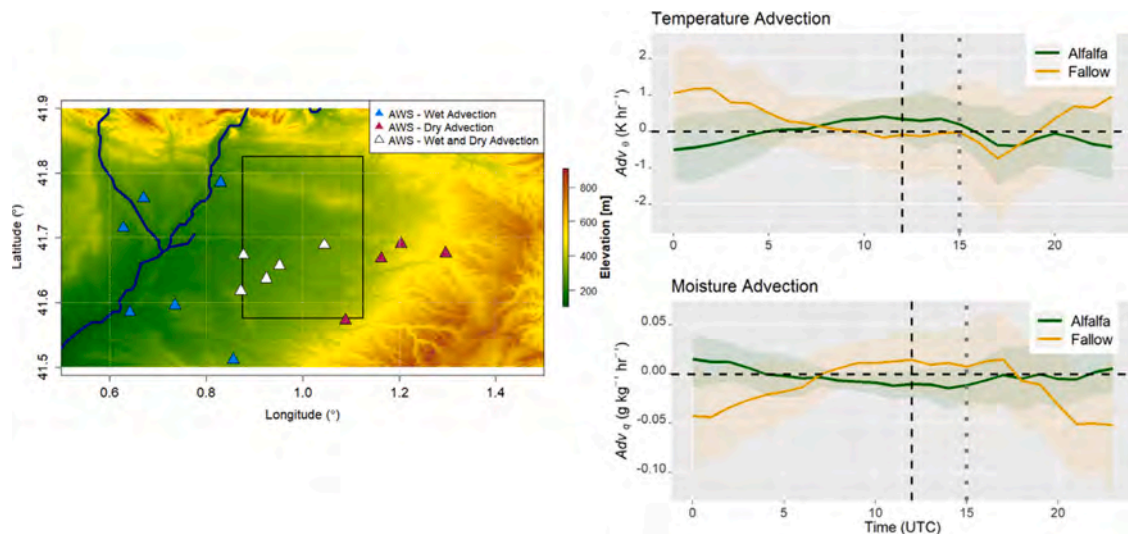 Temperature Advection
AWS - Wet Advection
AWS - Dry Advection
AWS - Wet and Dry Advection
41.9
41.8
41.7
41.6
41.5
Latitude (°)
0.6
0.8
1.0
1.2
1.4
Longitude (°)
800
600
400
200
Elevation [m]
Alfalfa
Fallow
2
1
0
-1
-2
Adv θ (K hr⁻¹)
0
5
10
15
20
Moisture Advection
Alfalfa
Fallow
0.05
0.00
-0.05
-0.10
Adv q (g kg⁻¹ hr⁻¹)
0
5
10
15
20
Time (UTC)